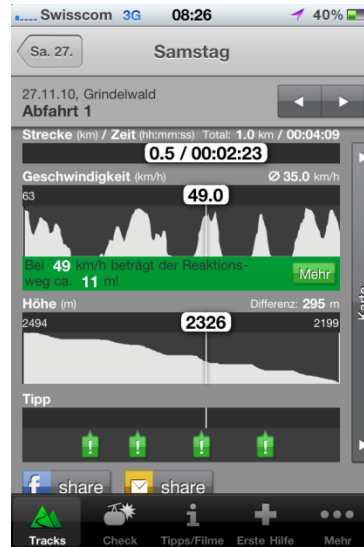 Swisscom 3G 08:26 40%
Sa. 27. Samstag
27.11.10, Grindelwald
Abfahrt 1
Strecke (km) / Zeit (hh:mm:ss) Total: 1.0 km / 00:04:09
0.5 / 00:02:23
Geschwindigkeit (km/h) Ø 35.0 km/h
63 49.0
Bei 49 km/h beträgt der Reaktions-
weg ca. 11 m!
Mehr
Höhe (m) Differenz: 295 m
2494 2326 2199
Karte
Tipp
! ! ! !
f share share
Tracks Check Tipps/Filme Erste Hilfe Mehr